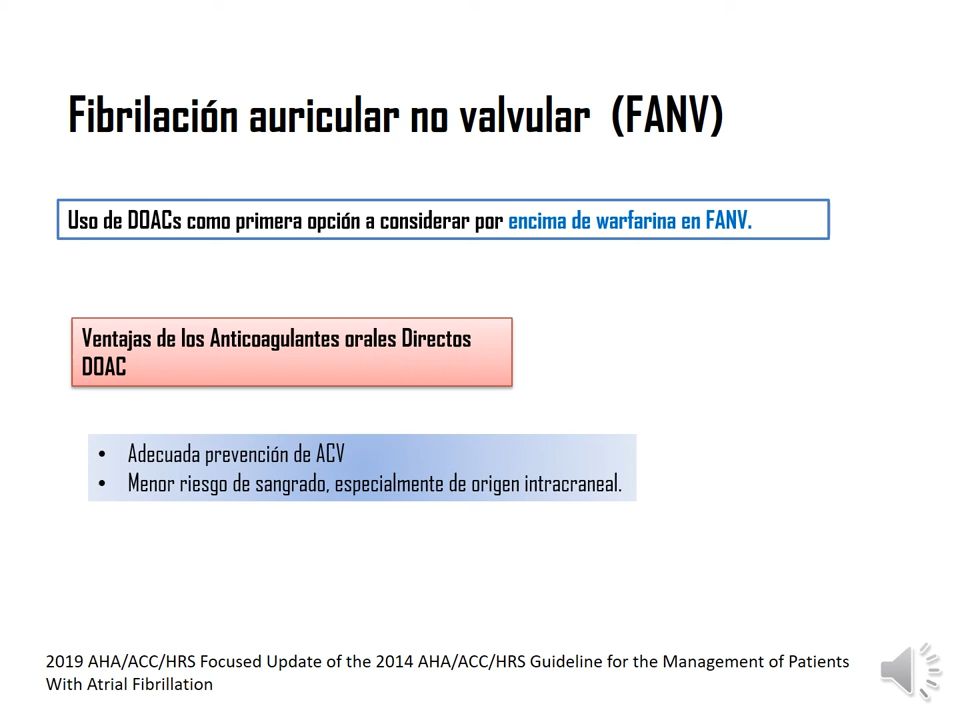 Fibrilación auricular no valvular (FANV)
Uso de DOACs como primera opción a considerar por encima de warfarina en FANV.
Ventajas de los Anticoagulantes orales Directos
DOAC
• Adecuada prevención de ACV
• Menor riesgo de sangrado, especialmente de origen intracraneal.
2019 AHA/ACC/HRS Focused Update of the 2014 AHA/ACC/HRS Guideline for the Management of Patients
With Atrial Fibrillation